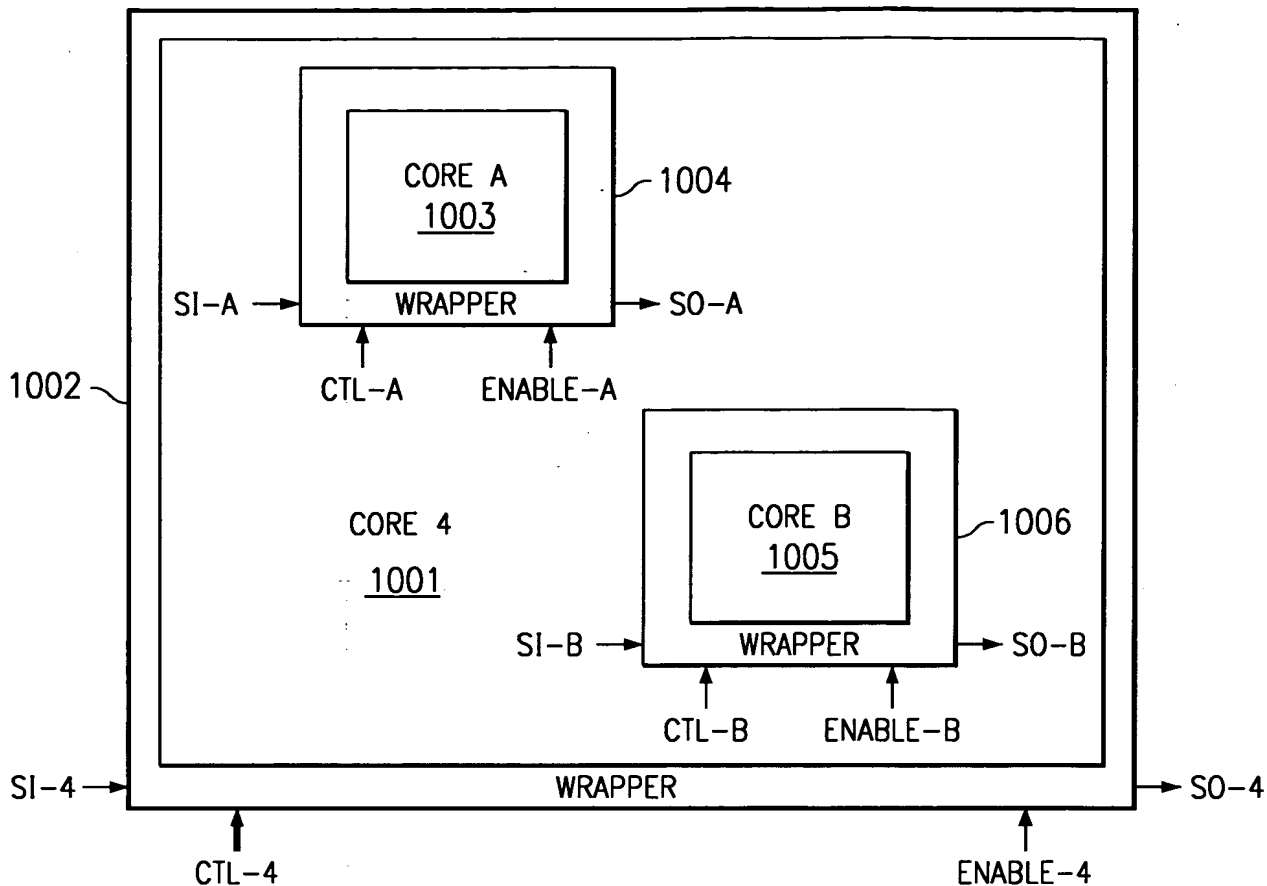 CORE A
1003
1004
SI-A
WRAPPER
SO-A
CTL-A
ENABLE-A
1002
CORE 4
1001
CORE B
1005
1006
SI-B
WRAPPER
SO-B
CTL-B
ENABLE-B
SI-4
WRAPPER
SO-4
CTL-4
ENABLE-4